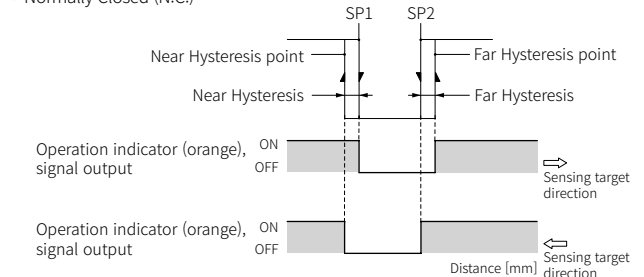 Normally Closed (N.C.)
SP1 SP2
Near Hysteresis point
Far Hysteresis point
Near Hysteresis
Far Hysteresis
Operation indicator (orange),
signal output
ON
OFF
Sensing target
direction
Operation indicator (orange),
signal output
ON
OFF
Distance [mm]
Sensing target
direction